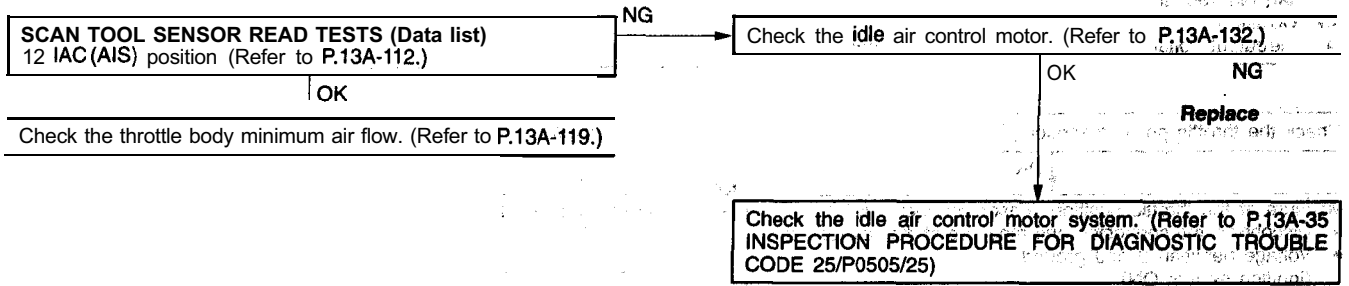 SCAN TOOL SENSOR READ TESTS (Data list)
12 IAC (AIS) position (Refer to P.13A-112.)
NG
Check the idle air control motor. (Refer to P.13A-132.)
OK
OK
NG
Replace
Check the throttle body minimum air flow. (Refer to P.13A-119.)
Check the idle air control motor system. (Refer to P.13A-35
INSPECTION PROCEDURE FOR DIAGNOSTIC TROUBLE
CODE 25/P0505/25)